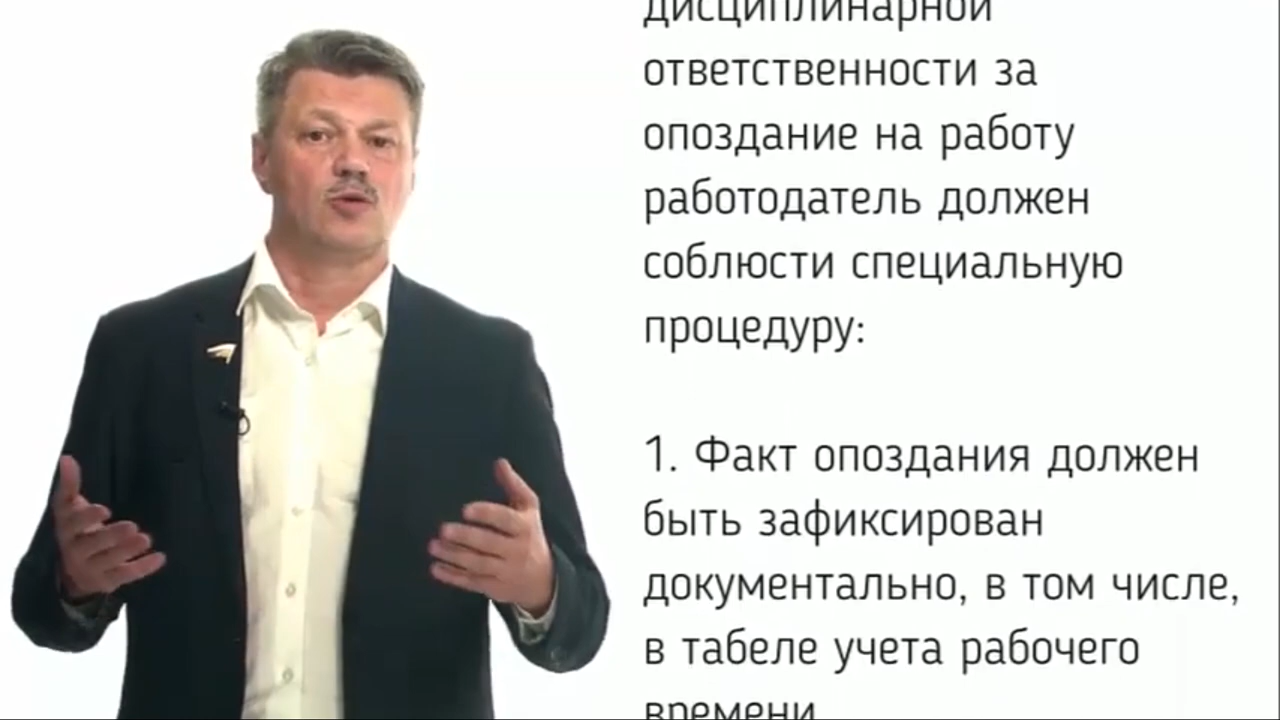 дисциплинарной
ответственности за
опоздание на работу
работодатель должен
соблюсти специальную
процедуру:
1. Факт опоздания должен
быть зафиксирован
документально, в том числе,
в табеле учета рабочего
времени